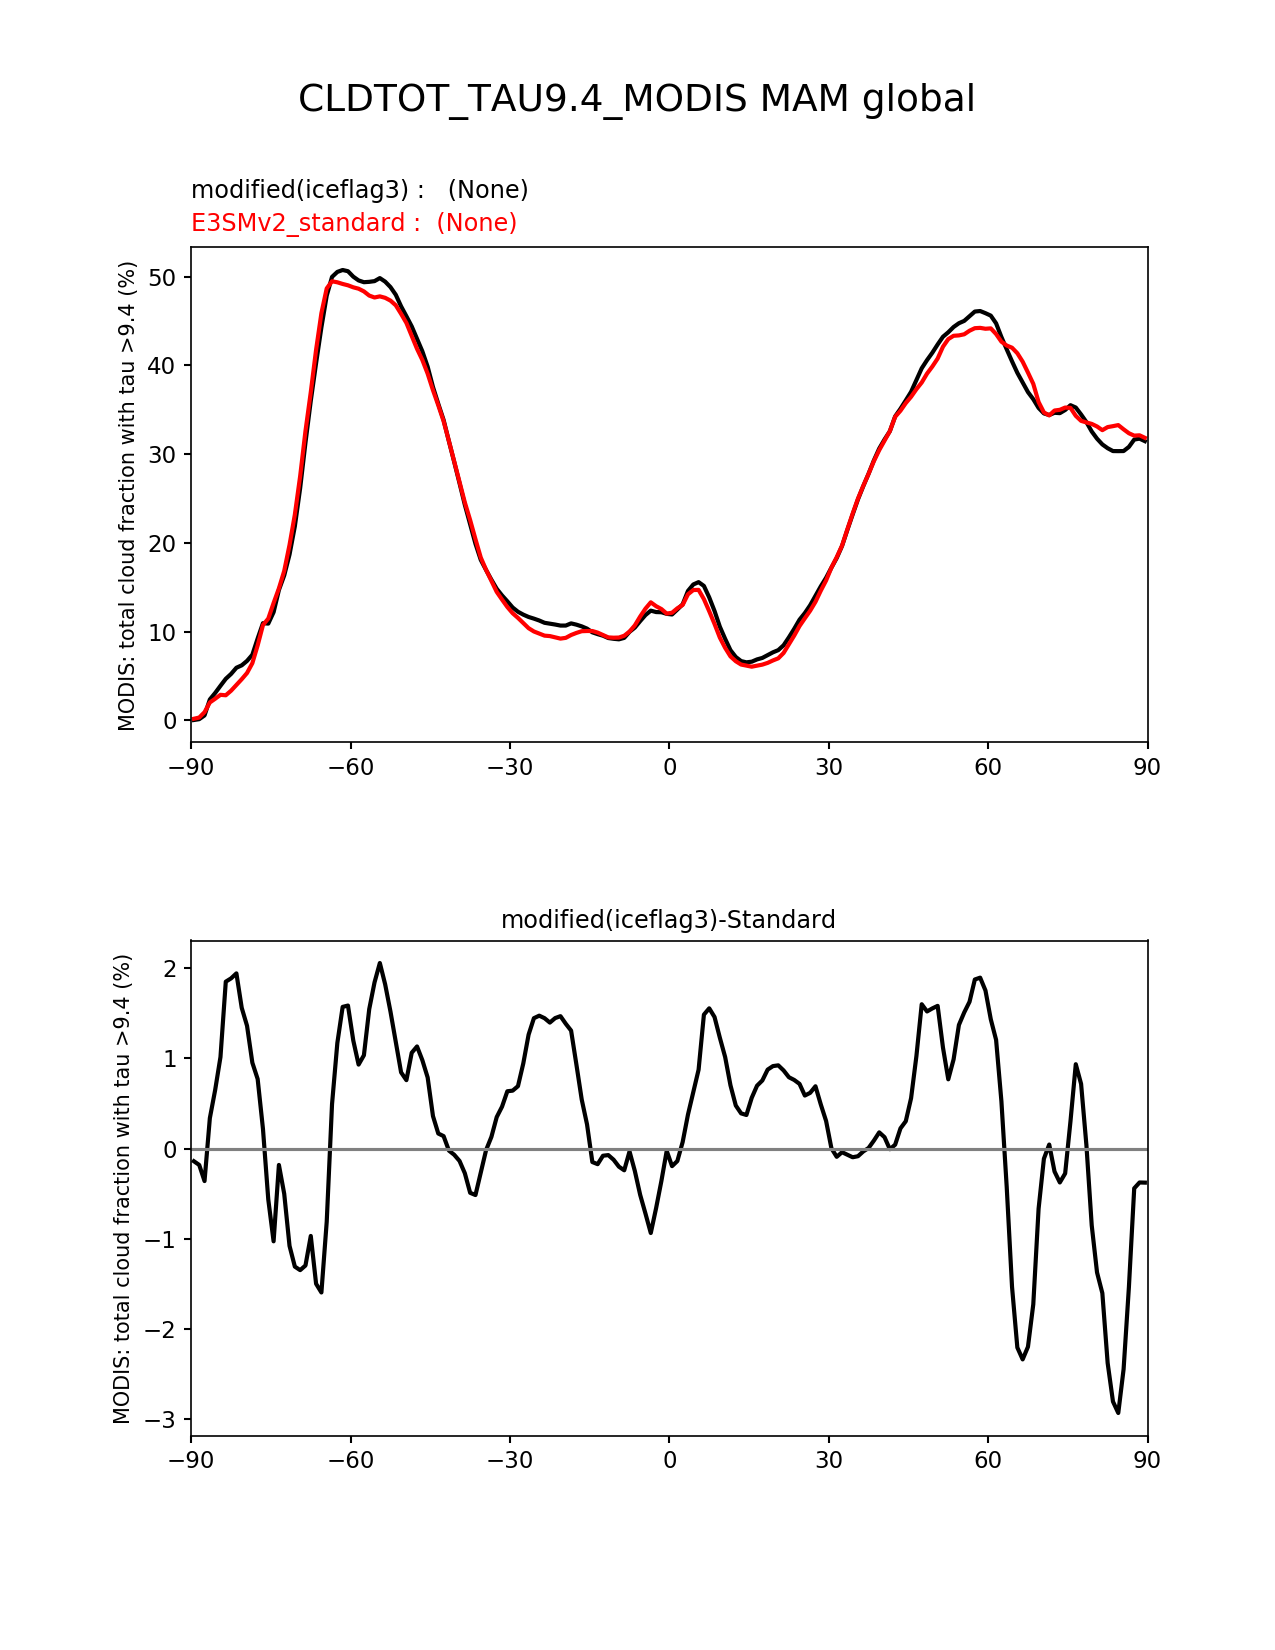 CLDTOT_TAU9.4_MODIS MAM global
modified(iceflag3) :   (None)
E3SMv2_standard :  (None)
MODIS: total cloud fraction with tau >9.4 (%)
50
40
30
20
10
0
−90 −60 −30 0 30 60 90
modified(iceflag3)-Standard
MODIS: total cloud fraction with tau >9.4 (%)
2
1
0
−1
−2
−3
−90 −60 −30 0 30 60 90